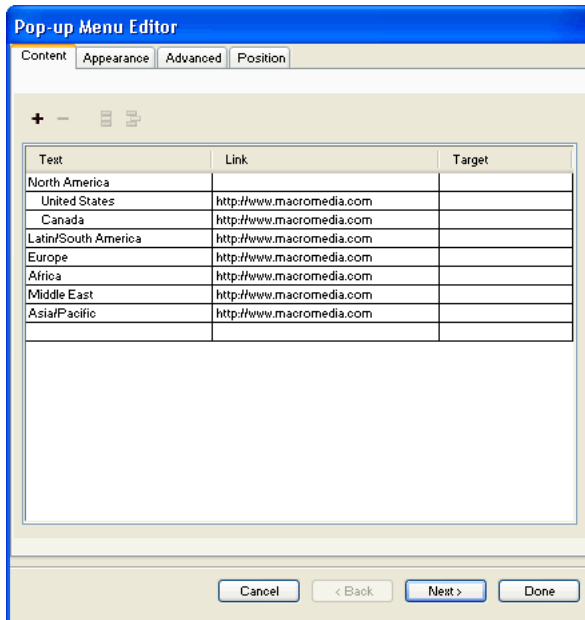 Pop-up Menu Editor
Content Appearance Advanced Position
Text Link Target
North America
United States http://www.macromedia.com
Canada http://www.macromedia.com
Latin/South America http://www.macromedia.com
Europe http://www.macromedia.com
Africa http://www.macromedia.com
Middle East http://www.macromedia.com
Asia/Pacific http://www.macromedia.com
Cancel < Back Next > Done